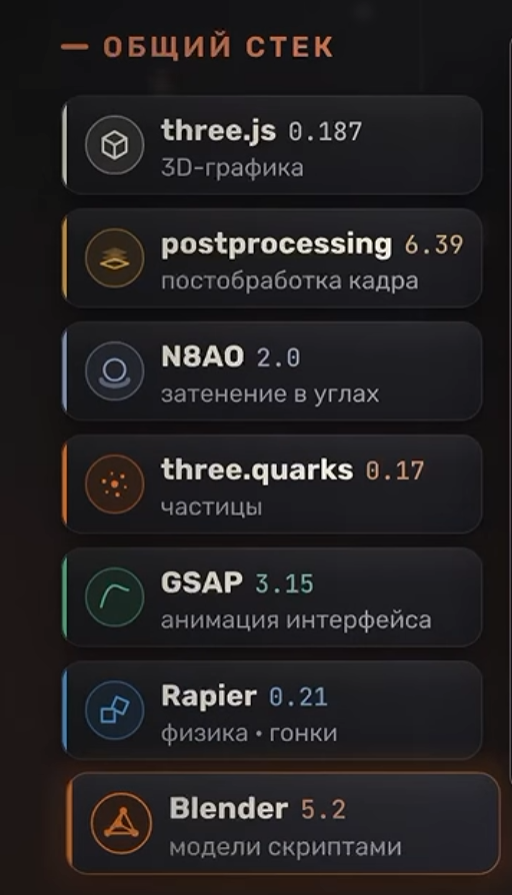 ОБЩИЙ СТЕК
three.js 0.187
3D-графика
postprocessing 6.39
постобработка кадра
N8AO 2.0
затенение в углах
three.quarks 0.17
частицы
GSAP 3.15
анимация интерфейса
Rapier 0.21
физика • гонки
Blender 5.2
модели скриптами